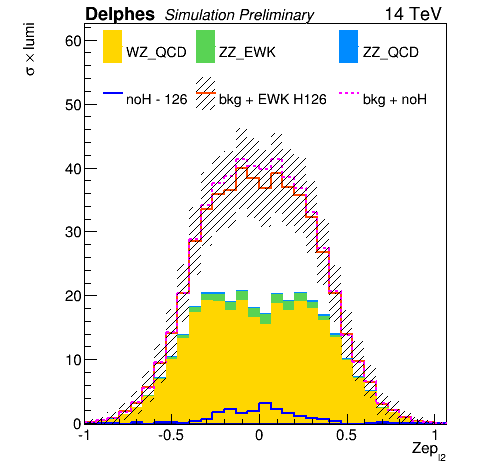 Delphes Simulation Preliminary 14 TeV
σ × lumi
WZ_QCD ZZ_EWK ZZ_QCD
noH - 126 bkg + EWK H126 bkg + noH
60
50
40
30
20
10
0
-1 -0.5 0 0.5 1
Zep_l2